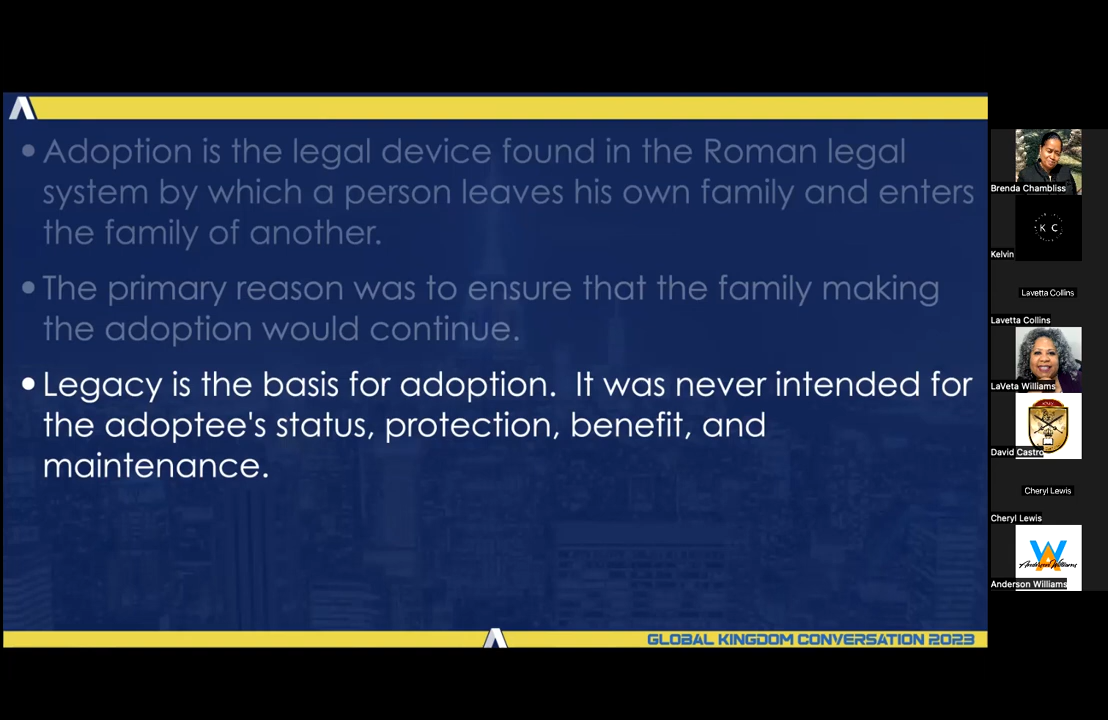 • Adoption is the legal device found in the Roman legal
system by which a person leaves his own family and enters
the family of another.
• The primary reason was to ensure that the family making
the adoption would continue.
• Legacy is the basis for adoption.  It was never intended for
the adoptee's status, protection, benefit, and
maintenance.
GLOBAL KINGDOM CONVERSATION 2023
Brenda Chambliss
K C
Kelvin
Lavetta Collins
Lavetta Collins
LaVeta Williams
David Castro
Cheryl Lewis
Cheryl Lewis
Anderson Williams
Anderson Williams